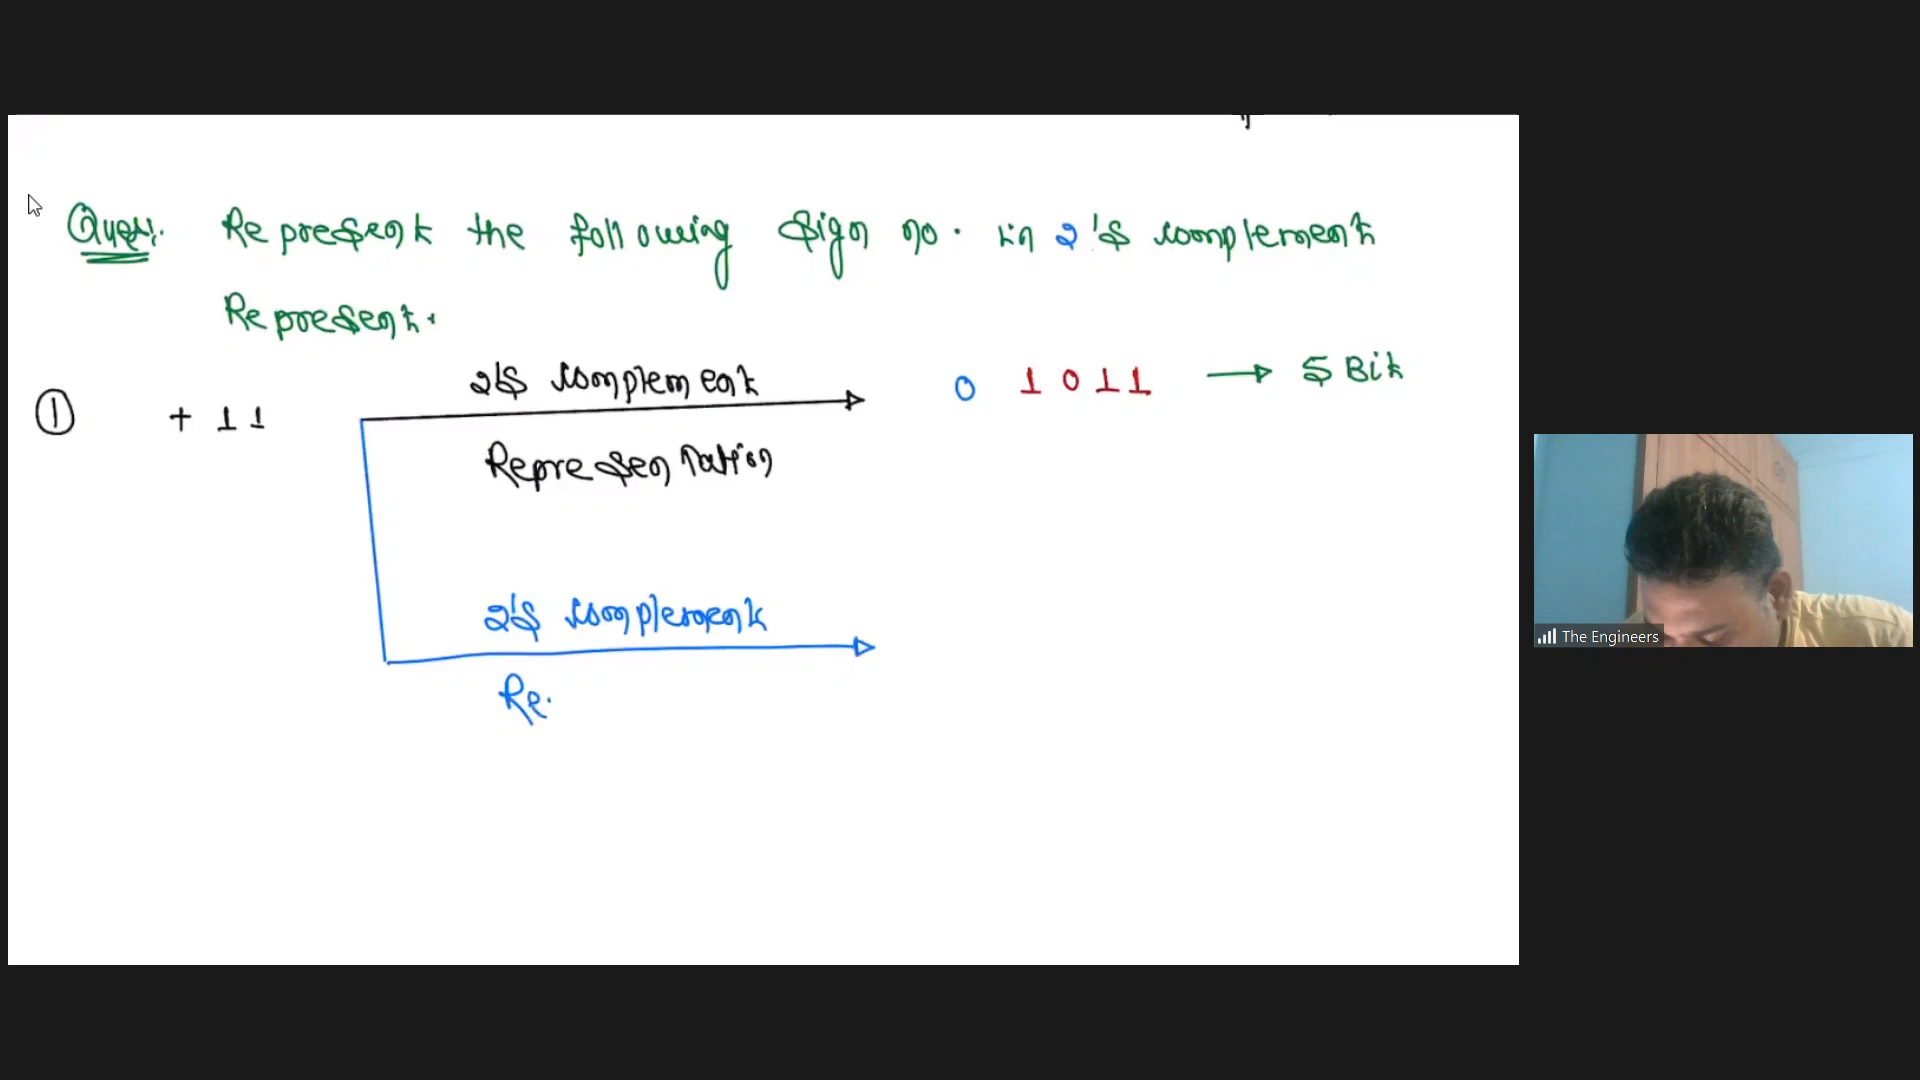 Ques:. Represent the following Sign no. in 2's complement
Represent.
2's complement
0 1011 → 5 Bit
① + 11
Representation
2's complement
Re.
The Engineers